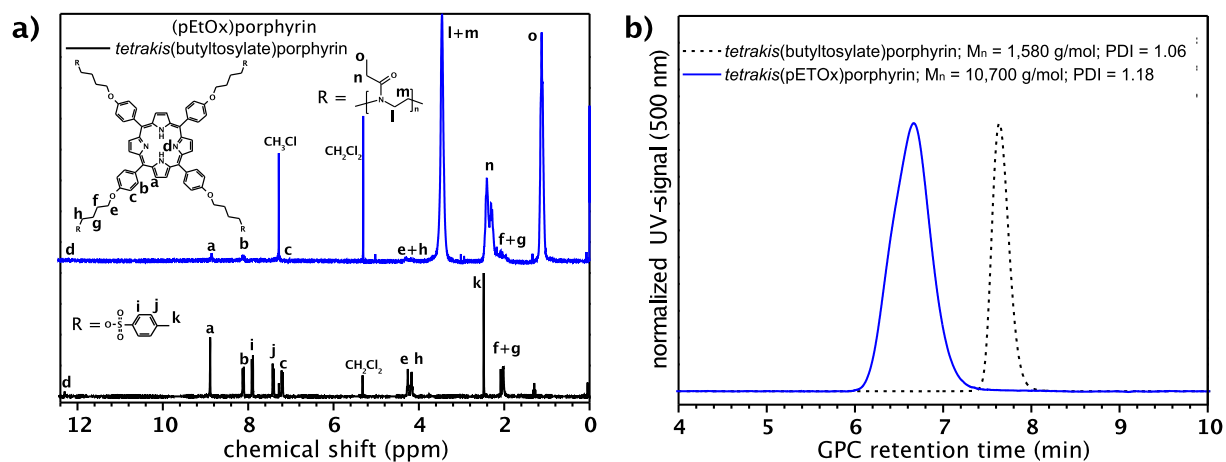 a)
(pEtOx)porphyrin
tetrakis(butyltosylate)porphyrin
R
R
O
O
NH
N
d
N
HN
a
b
c
O
O
f
e
h
g
R
R
o
n
O
R =
N
m
n
l
l+m
o
CH₃Cl
CH₂Cl₂
n
d
a
b
c
e+h
f+g
R = O-S
O
O
i
j
k
d
a
b
i
j
c
CH₂Cl₂
e h
k
f+g
12 10 8 6 4 2 0
chemical shift (ppm)
b)
tetrakis(butyltosylate)porphyrin; Mn = 1,580 g/mol; PDI = 1.06
tetrakis(pETOx)porphyrin; Mn = 10,700 g/mol; PDI = 1.18
normalized UV-signal (500 nm)
4 5 6 7 8 9 10
GPC retention time (min)